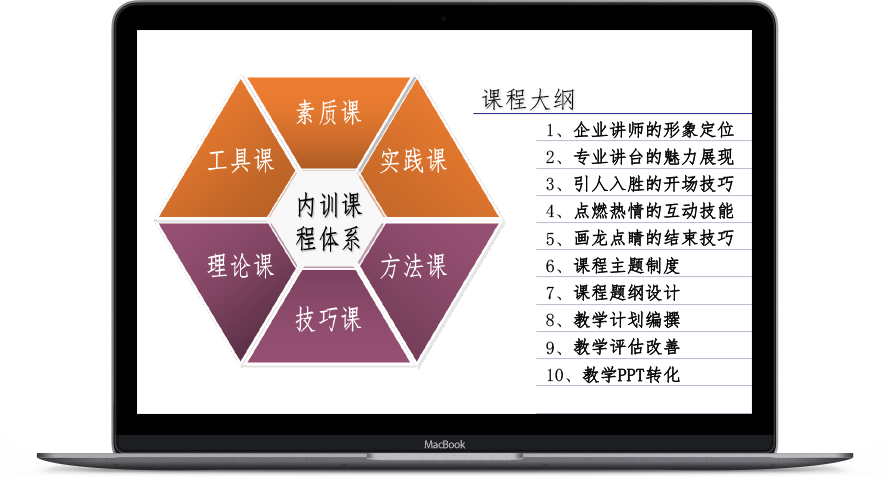 素质课
工具课
实践课
内训课
程体系
理论课
方法课
技巧课
课程大纲
1、企业讲师的形象定位
2、专业讲台的魅力展现
3、引人入胜的开场技巧
4、点燃热情的互动技能
5、画龙点睛的结束技巧
6、课程主题制度
7、课程题纲设计
8、教学计划编撰
9、教学评估改善
10、教学PPT转化
MacBook